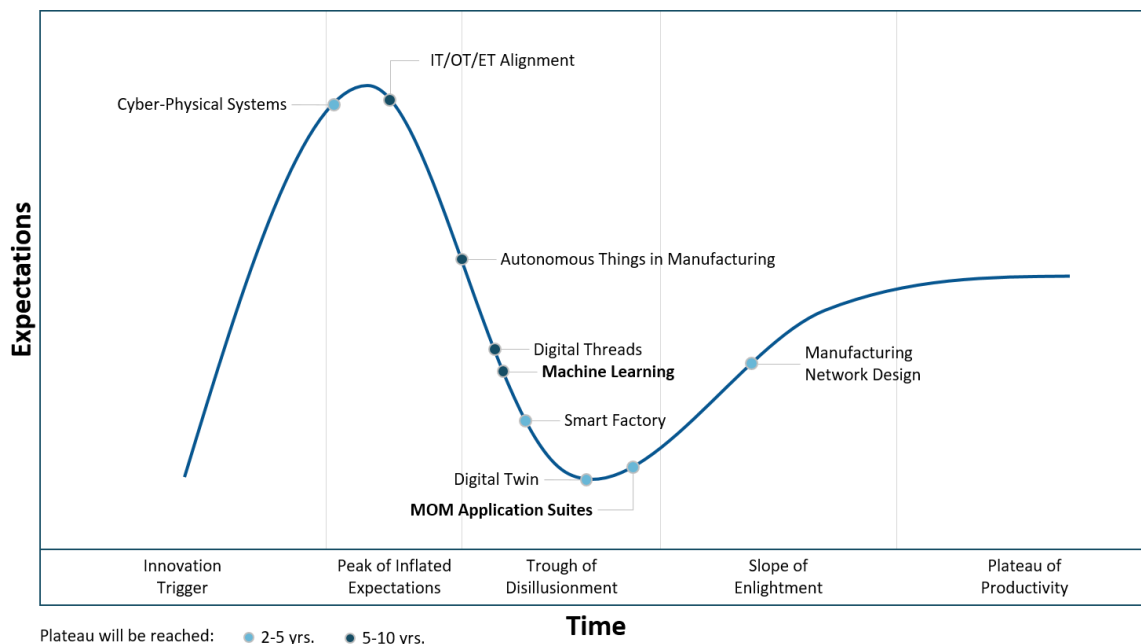 IT/OT/ET Alignment
Cyber-Physical Systems
Autonomous Things in Manufacturing
Digital Threads
Machine Learning
Manufacturing
Network Design
Smart Factory
Digital Twin
MOM Application Suites
Expectations
Innovation
Trigger
Peak of Inflated
Expectations
Trough of
Disillusionment
Slope of
Enlightment
Plateau of
Productivity
Time
Plateau will be reached: 2-5 yrs. 5-10 yrs.